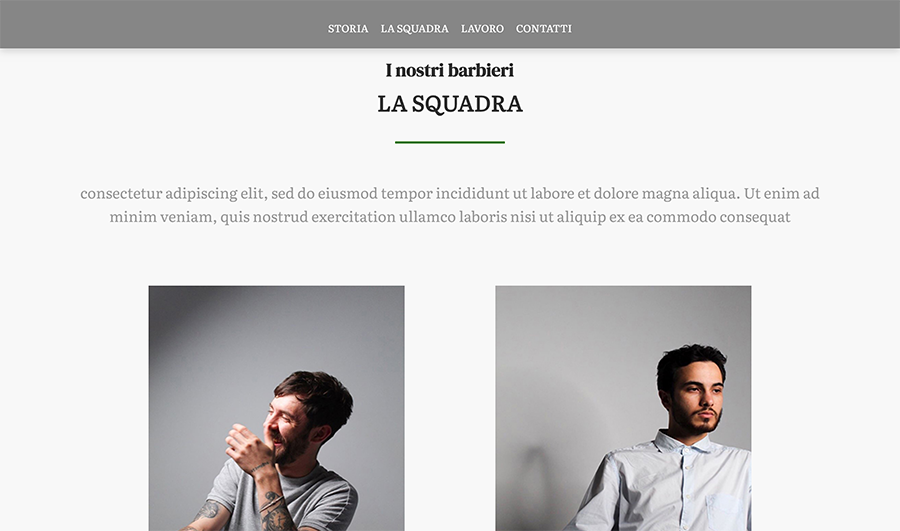 STORIA LA SQUADRA LAVORO CONTATTI
I nostri barbieri
LA SQUADRA
consectetur adipiscing elit, sed do eiusmod tempor incididunt ut labore et dolore magna aliqua. Ut enim ad
minim veniam, quis nostrud exercitation ullamco laboris nisi ut aliquip ex ea commodo consequat